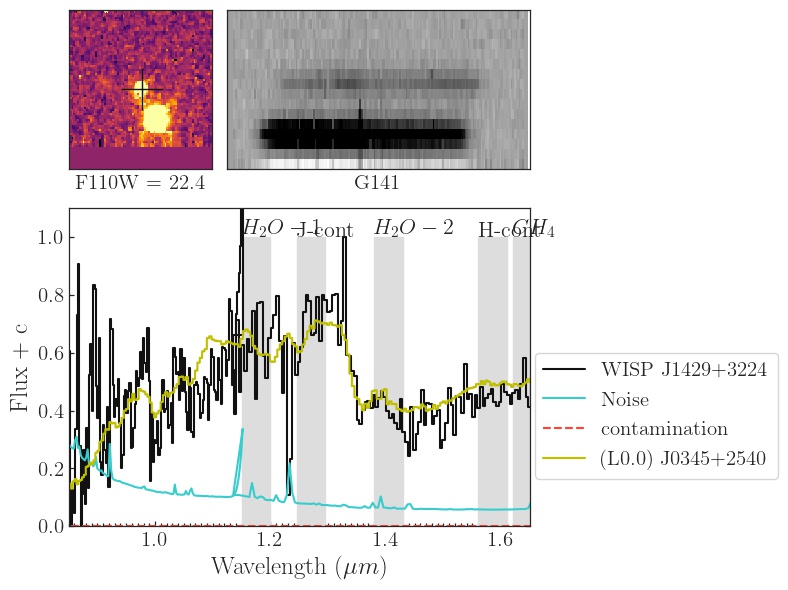 F110W = 22.4
G141
H₂O − 1
J-cont
H₂O − 2
H-cont
CH₄
1.0
0.8
0.6
0.4
0.2
0.0
Flux + c
1.0
1.2
1.4
1.6
Wavelength (μm)
WISP J1429+3224
Noise
contamination
(L0.0) J0345+2540